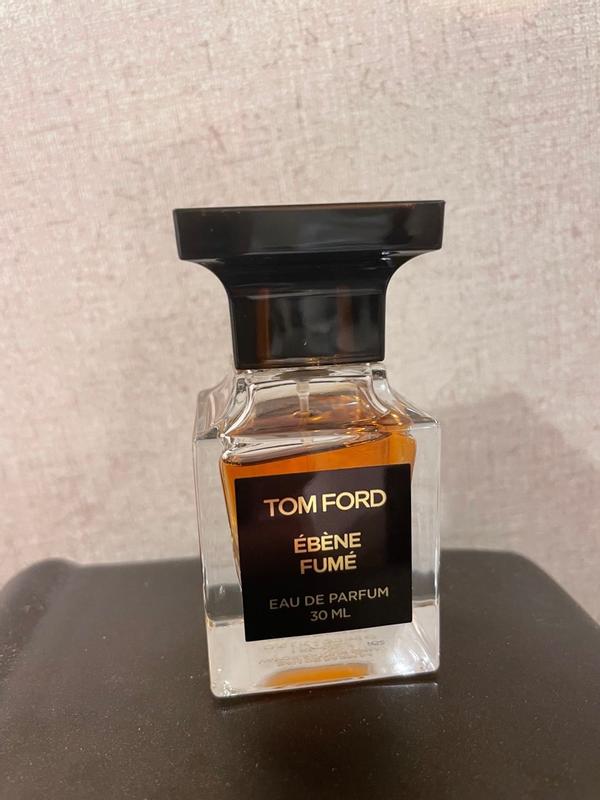 TOM FORD
ÉBÈNE
FUMÉ
EAU DE PARFUM
30 ML